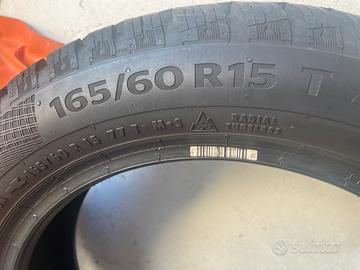 165/60 R15 T
165/60 R 15 77 T · M+S
RADIAL
TUBELESS
subito